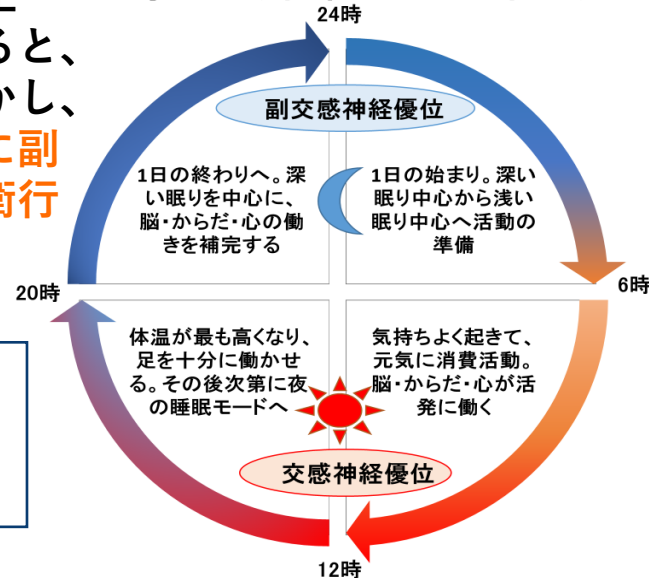 ると、
かし、
に副
衛行
24時
副交感神経優位
1日の終わりへ。深
い眠りを中心に、
脳・からだ・心の働
きを補完する
1日の始まり。深い
眠り中心から浅い
眠り中心へ活動の
準備
20時
6時
体温が最も高くなり、
足を十分に働かせ
る。その後次第に夜
の睡眠モードへ
気持ちよく起きて、
元気に消費活動。
脳・からだ・心が活
発に働く
交感神経優位
12時